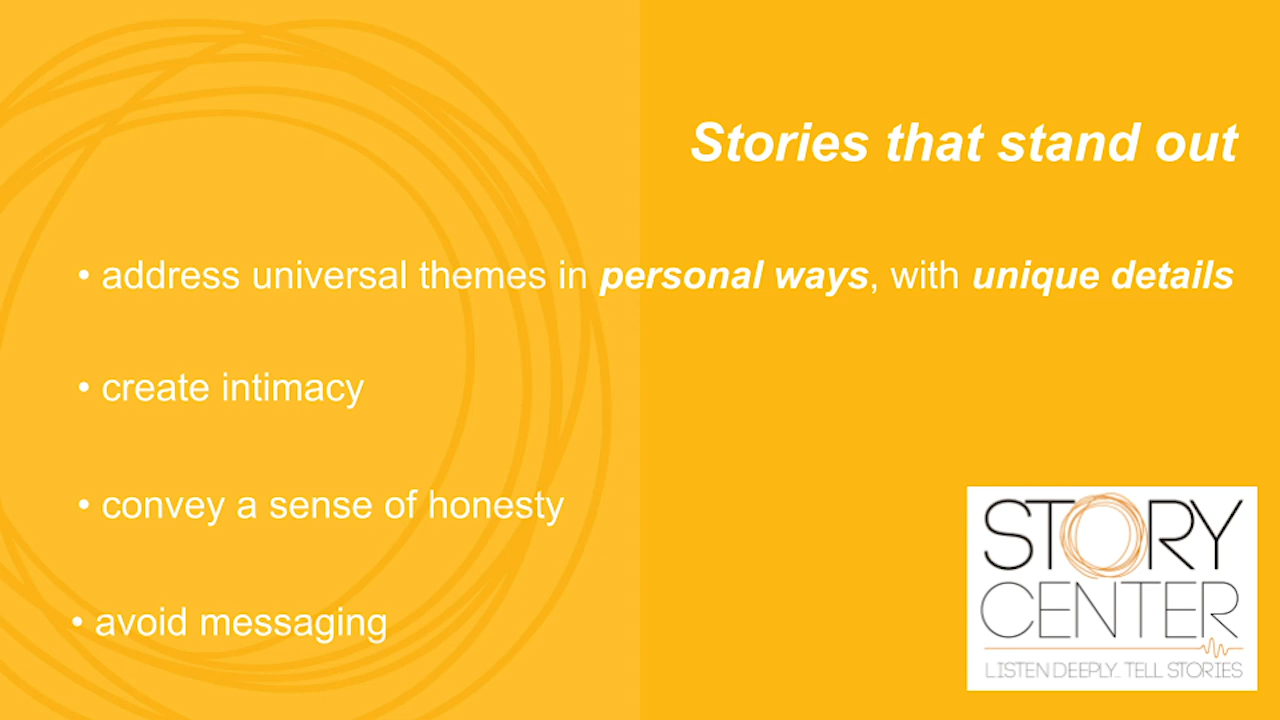 Stories that stand out
• address universal themes in personal ways, with unique details
• create intimacy
• convey a sense of honesty
• avoid messaging
STORY
CENTER
LISTEN DEEPLY. TELL STORIES